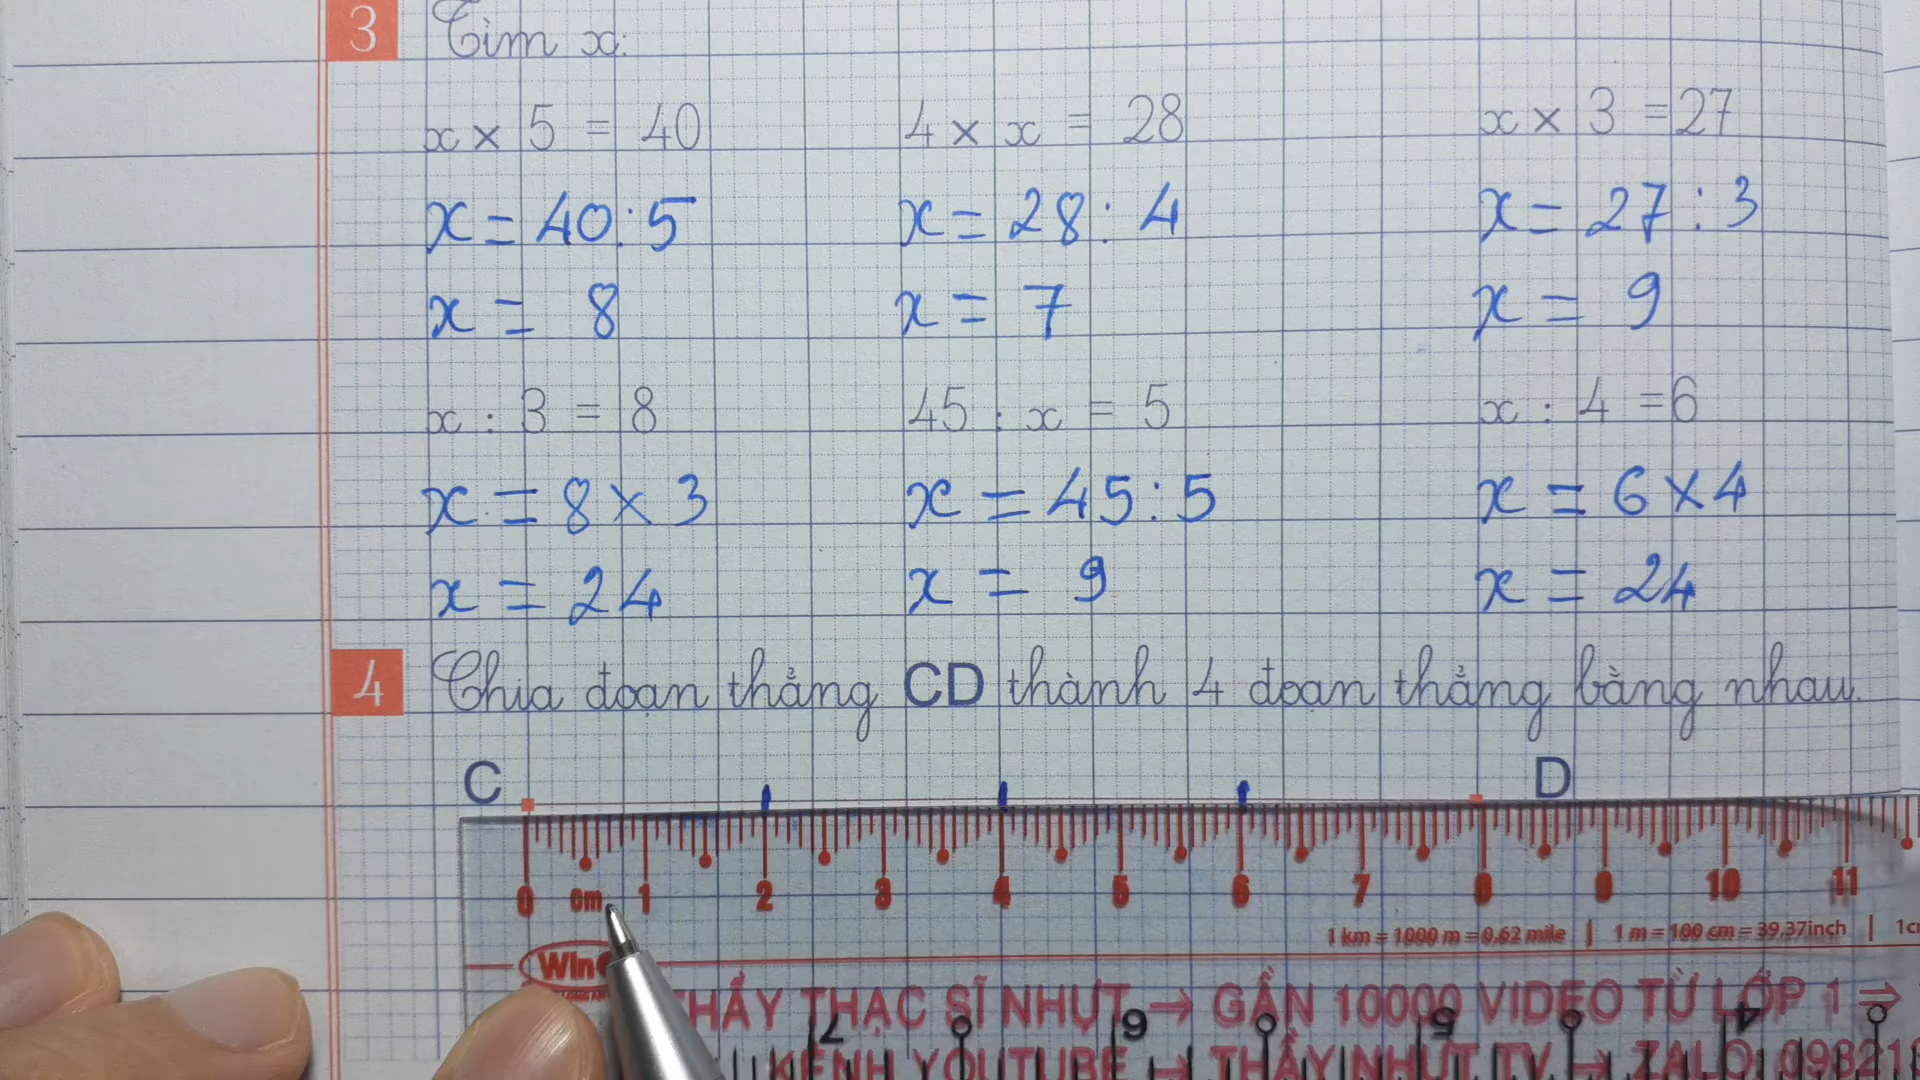 3 Tìm x:
x × 5 = 40 4 × x = 28 x × 3 = 27
x = 40 : 5 x = 28 : 4 x = 27 : 3
x = 8 x = 7 x = 9
x : 3 = 8 45 : x = 5 x : 4 = 6
x = 8 × 3 x = 45 : 5 x = 6 × 4
x = 24 x = 9 x = 24
4 Chia đoạn thẳng CD thành 4 đoạn thẳng bằng nhau.
C D
0 cm 1 2 3 4 5 6 7 8 9 10 11
1 km = 1000 m = 0,62 mile | 1 m = 100 cm = 39,37inch |
THẦY THẠC SĨ NHỰT → GẦN 10000 VIDEO TỪ LỚP 1 ⇒
7 6 5 4
KÊNH YOUTUBE → THẦY NHỰT TV → ZALO: